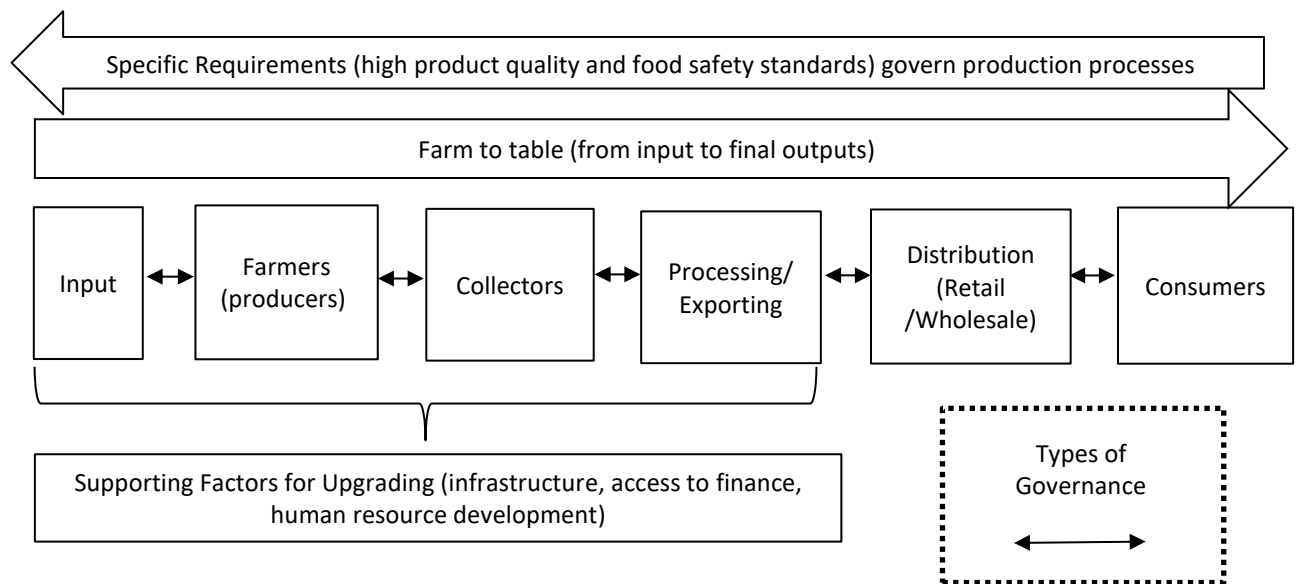 Specific Requirements (high product quality and food safety standards) govern production processes
Farm to table (from input to final outputs)
Input
Farmers
(producers)
Collectors
Processing/
Exporting
Distribution
(Retail
/Wholesale)
Consumers
Supporting Factors for Upgrading (infrastructure, access to finance,
human resource development)
Types of
Governance